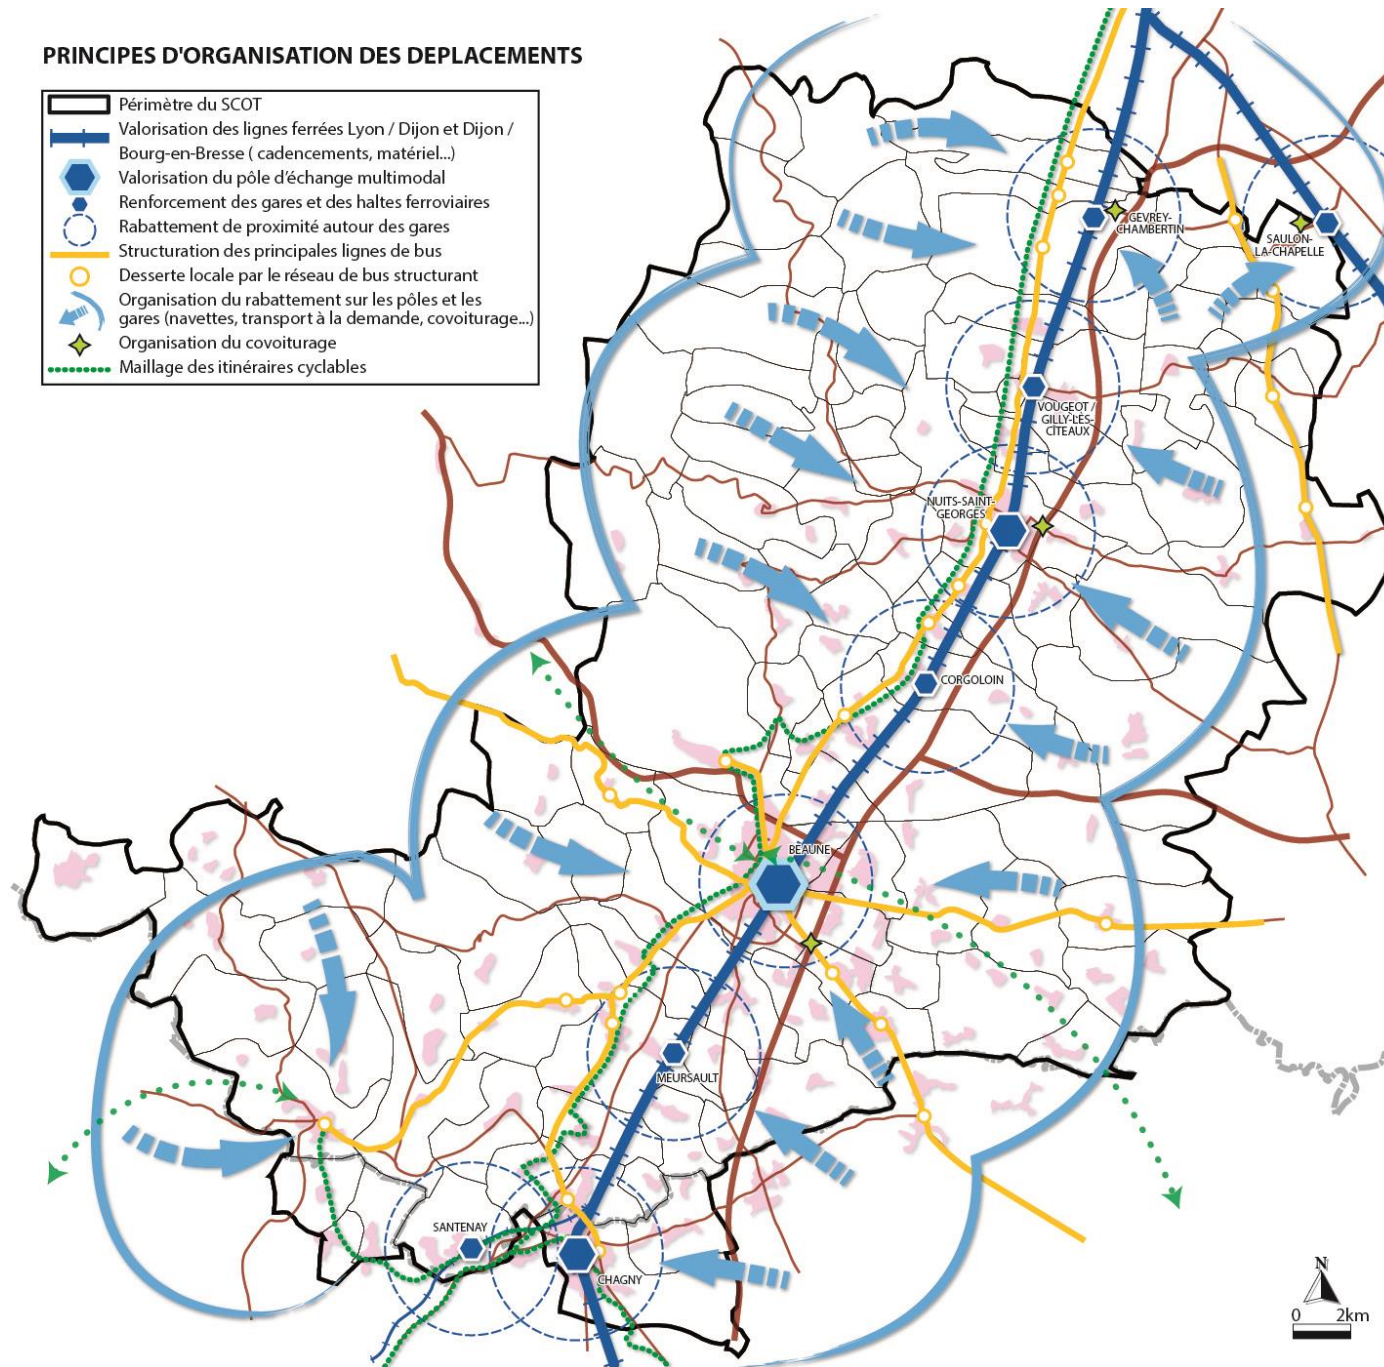 PRINCIPES D'ORGANISATION DES DEPLACEMENTS
Périmètre du SCOT
Valorisation des lignes ferrées Lyon / Dijon et Dijon /
Bourg-en-Bresse ( cadencements, matériel...)
Valorisation du pôle d'échange multimodal
Renforcement des gares et des haltes ferroviaires
Rabattement de proximité autour des gares
Structuration des principales lignes de bus
Desserte locale par le réseau de bus structurant
Organisation du rabattement sur les pôles et les
gares (navettes, transport à la demande, covoiturage...)
Organisation du covoiturage
Maillage des itinéraires cyclables
GEVREY-
CHAMBERTIN
SAULON-
LA-CHAPELLE
VOUGEOT /
GILLY-LÈS-
CÎTEAUX
NUITS-SAINT-
GEORGES
CORGOLOIN
BEAUNE
MEURSAULT
SANTENAY
CHAGNY
N
0 2km